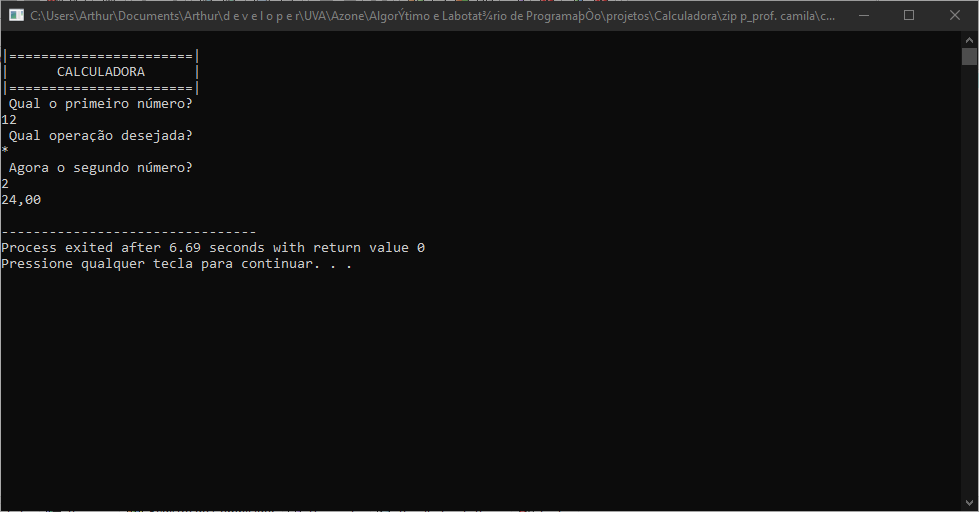 C:\Users\Arthur\Documents\Arthur\d e v e l o p e r\UVA\Azone\AlgorÝtimo e Labotat¾rio de ProgramaþÒo\projetos\Calculadora\zip p_prof. camila\c...
|=======================|
|      CALCULADORA      |
|=======================|
Qual o primeiro número?
12
Qual operação desejada?
*
Agora o segundo número?
2
24,00
--------------------------------
Process exited after 6.69 seconds with return value 0
Pressione qualquer tecla para continuar. . .